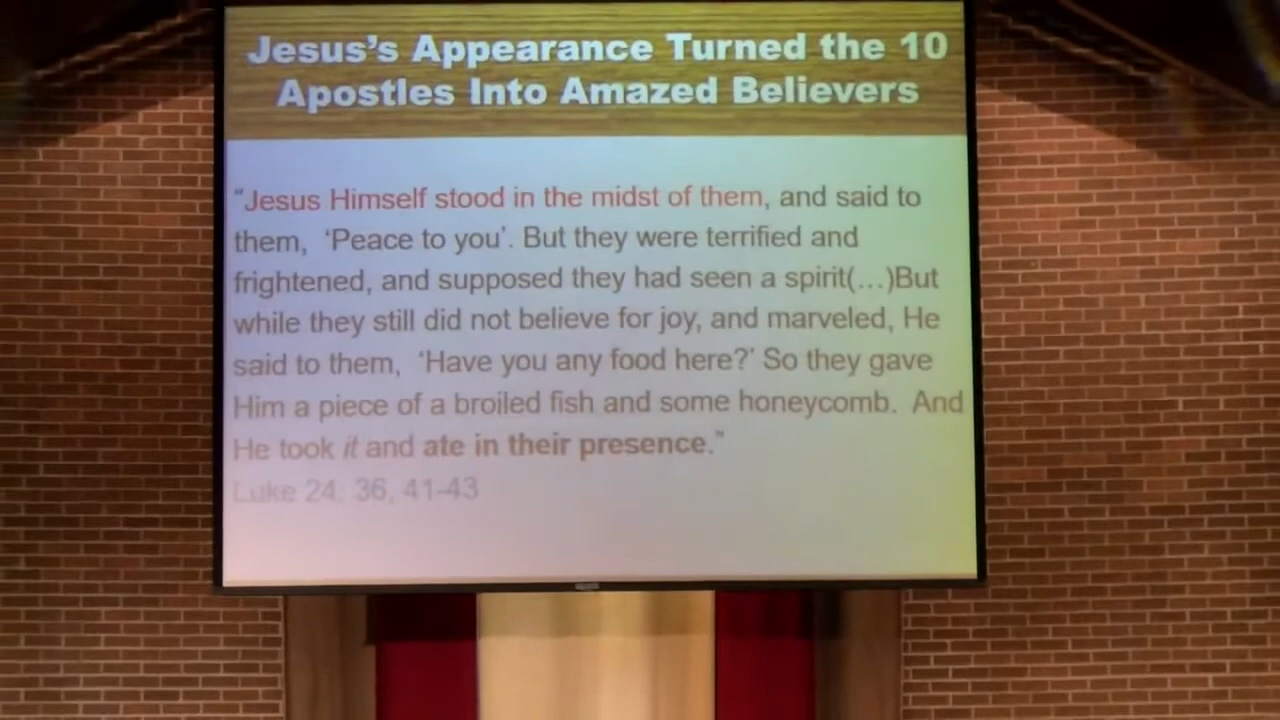 Jesus’s Appearance Turned the 10
Apostles Into Amazed Believers
“Jesus Himself stood in the midst of them, and said to
them, ‘Peace to you’. But they were terrified and
frightened, and supposed they had seen a spirit(...)But
while they still did not believe for joy, and marveled, He
said to them, ‘Have you any food here?’ So they gave
Him a piece of a broiled fish and some honeycomb. And
He took it and ate in their presence.”
Luke 24: 36, 41-43